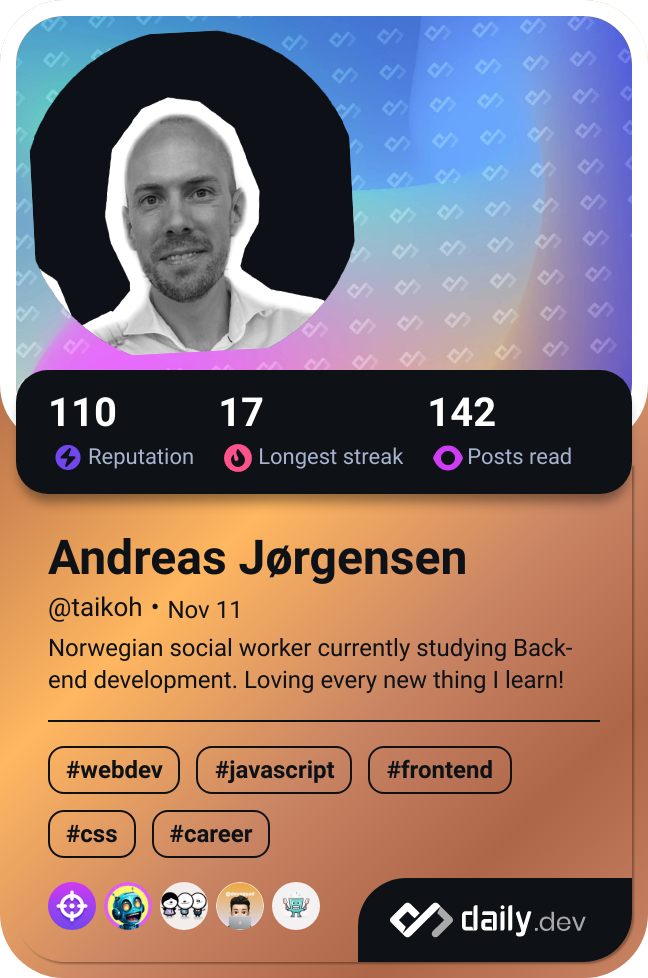 110 17 142
Reputation Longest streak Posts read
Andreas Jørgensen
@taikoh • Nov 11
Norwegian social worker currently studying Back-
end development. Loving every new thing I learn!
#webdev #javascript #frontend
#css #career
daily.dev